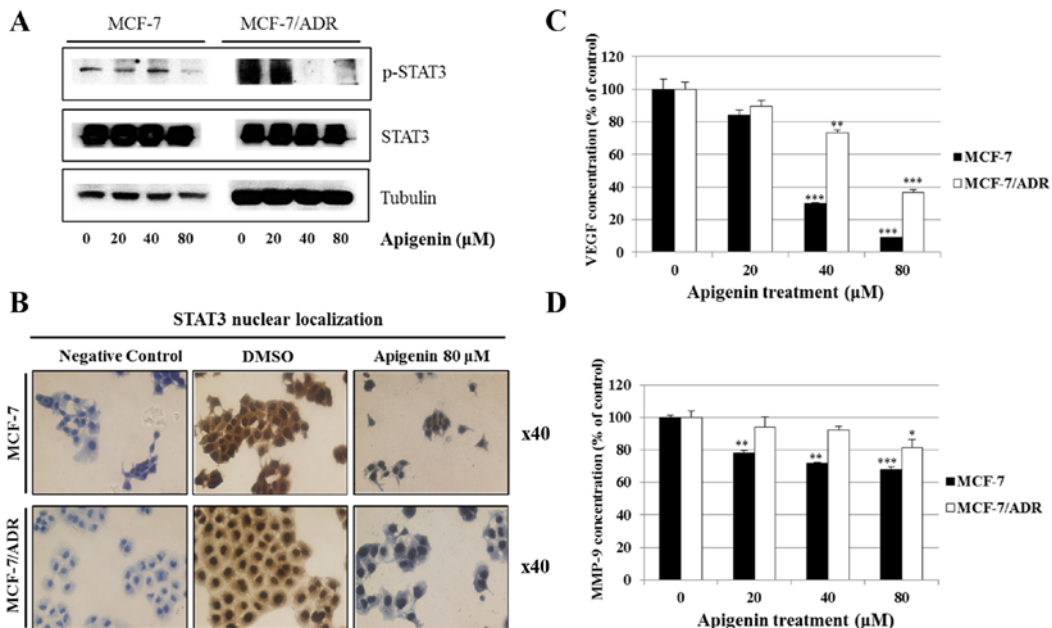 A
MCF-7 MCF-7/ADR
p-STAT3
STAT3
Tubulin
0 20 40 80 0 20 40 80 Apigenin (µM)
B
STAT3 nuclear localization
Negative Control DMSO Apigenin 80 µM
MCF-7
x40
MCF-7/ADR
x40
C
VEGF concentration (% of control)
120
100
80
60
40
20
0
**
***
***
***
MCF-7
MCF-7/ADR
0 20 40 80
Apigenin treatment (µM)
D
MMP-9 concentration (% of control)
120
100
80
60
40
20
0
**
**
***
*
MCF-7
MCF-7/ADR
0 20 40 80
Apigenin treatment (µM)